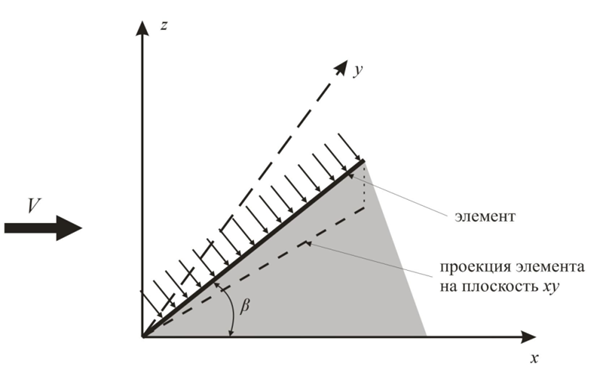 z
y
V
элемент
проекция элемента
на плоскость xy
β
x